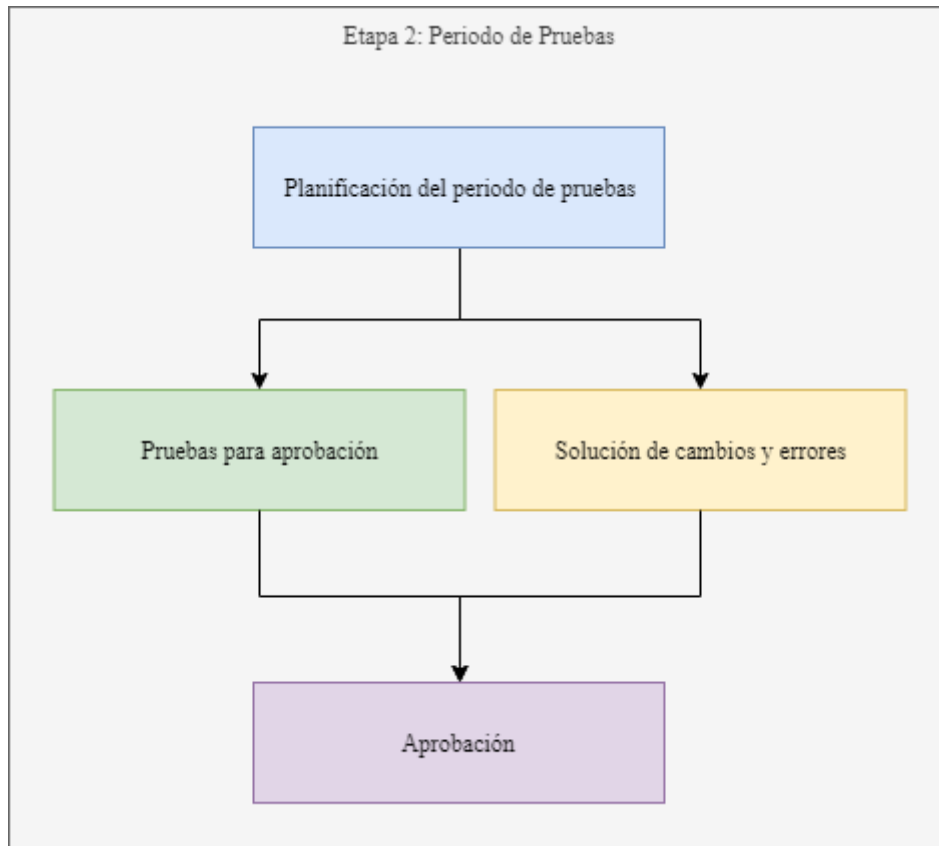 Etapa 2: Periodo de Pruebas
Planificación del periodo de pruebas
Pruebas para aprobación
Solución de cambios y errores
Aprobación